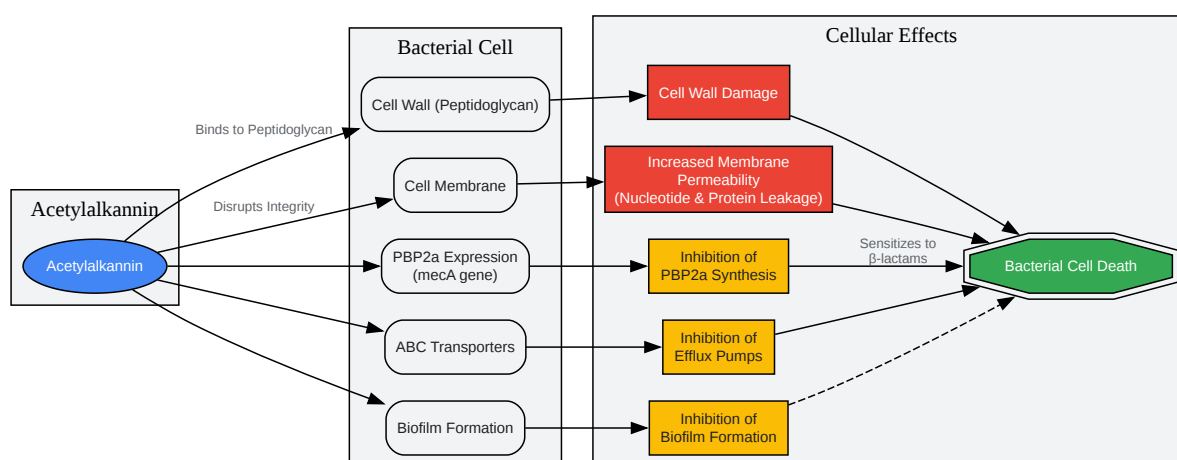 Acetylalkannin
Acetylalkannin
Binds to Peptidoglycan
Disrupts Integrity
Bacterial Cell
Cell Wall (Peptidoglycan)
Cell Membrane
PBP2a Expression
(mecA gene)
ABC Transporters
Biofilm Formation
Cellular Effects
Cell Wall Damage
Increased Membrane
Permeability
(Nucleotide & Protein Leakage)
Inhibition of
PBP2a Synthesis
Inhibition of
Efflux Pumps
Inhibition of
Biofilm Formation
Sensitizes to
β-lactams
Bacterial Cell Death